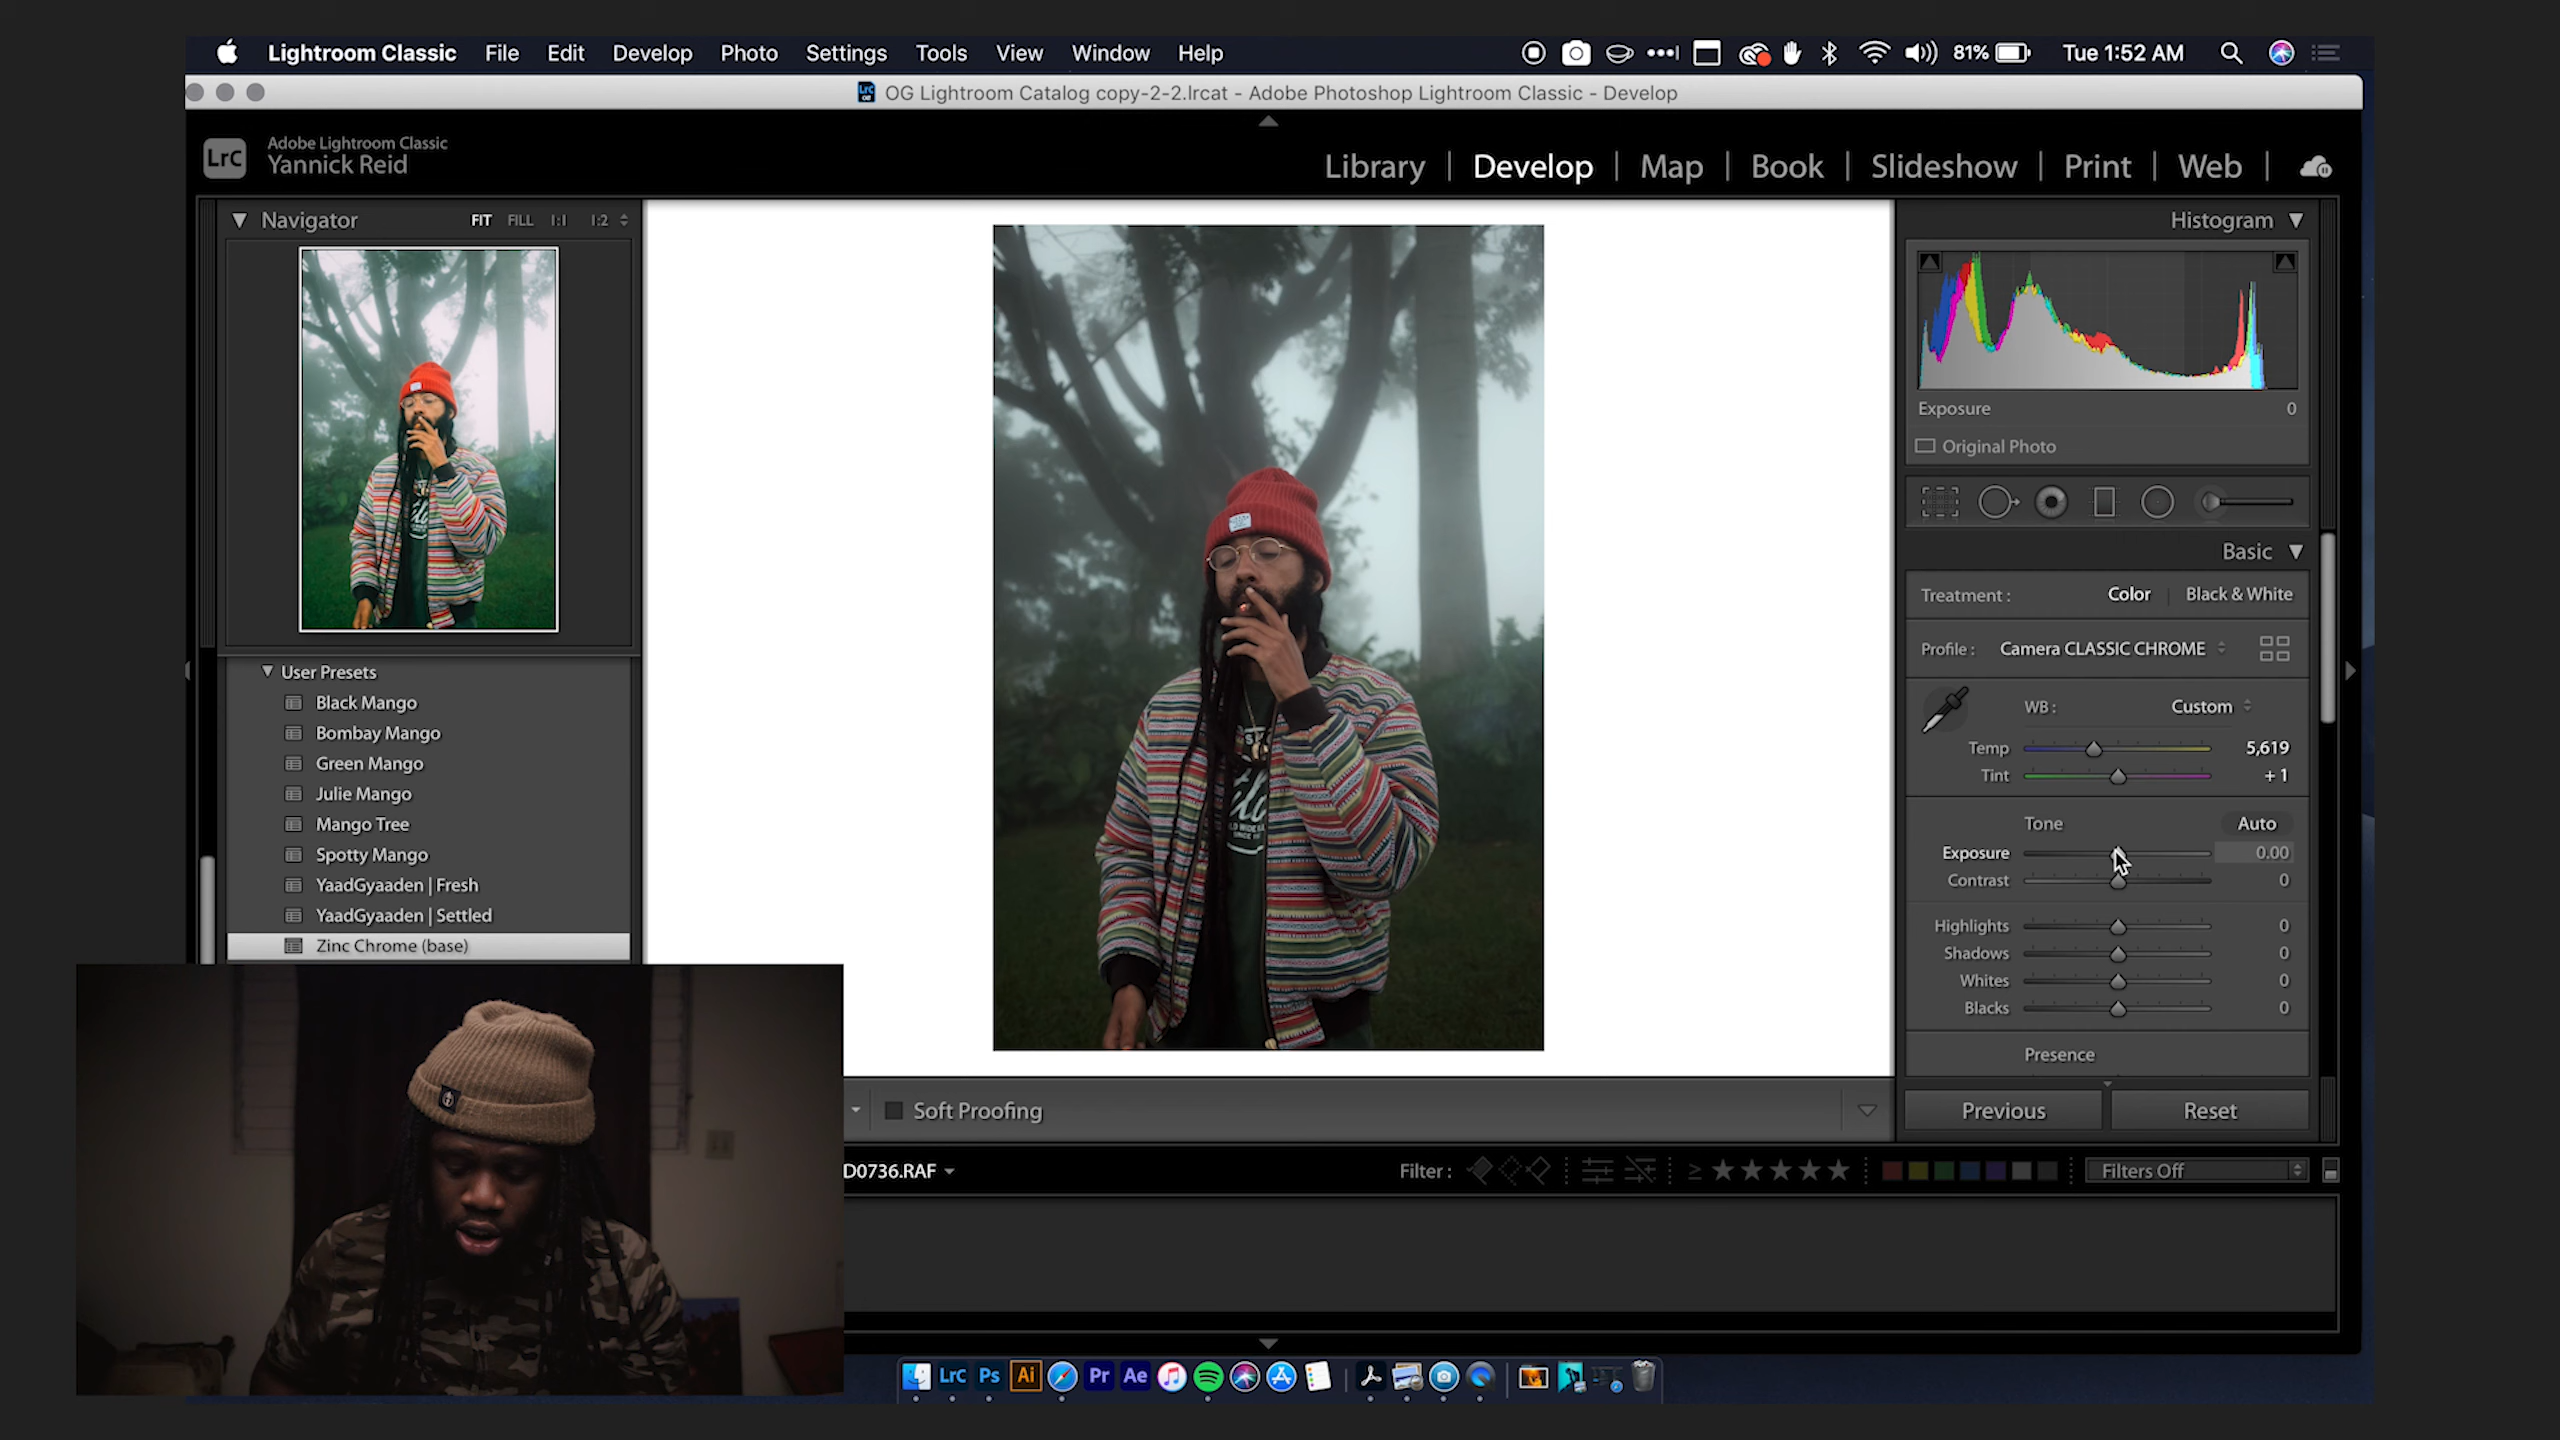 Lightroom Classic File Edit Develop Photo Settings Tools View Window Help 81% Tue 1:52 AM
OG Lightroom Catalog copy-2-2.lrcat - Adobe Photoshop Lightroom Classic - Develop
LrC Adobe Lightroom Classic
Yannick Reid
Library | Develop | Map | Book | Slideshow | Print | Web |
Navigator FIT FILL 1:1 1:2
User Presets
Black Mango
Bombay Mango
Green Mango
Julie Mango
Mango Tree
Spotty Mango
YaadGyaaden | Fresh
YaadGyaaden | Settled
Zinc Chrome (base)
Histogram
Exposure 0
Original Photo
Basic
Treatment : Color Black & White
Profile : Camera CLASSIC CHROME
WB : Custom
Temp 5,619
Tint + 1
Tone Auto
Exposure 0.00
Contrast 0
Highlights 0
Shadows 0
Whites 0
Blacks 0
Presence
Previous Reset
Soft Proofing
D0736.RAF Filter : ≥ Filters Off
LrC Ps Ai Pr Ae